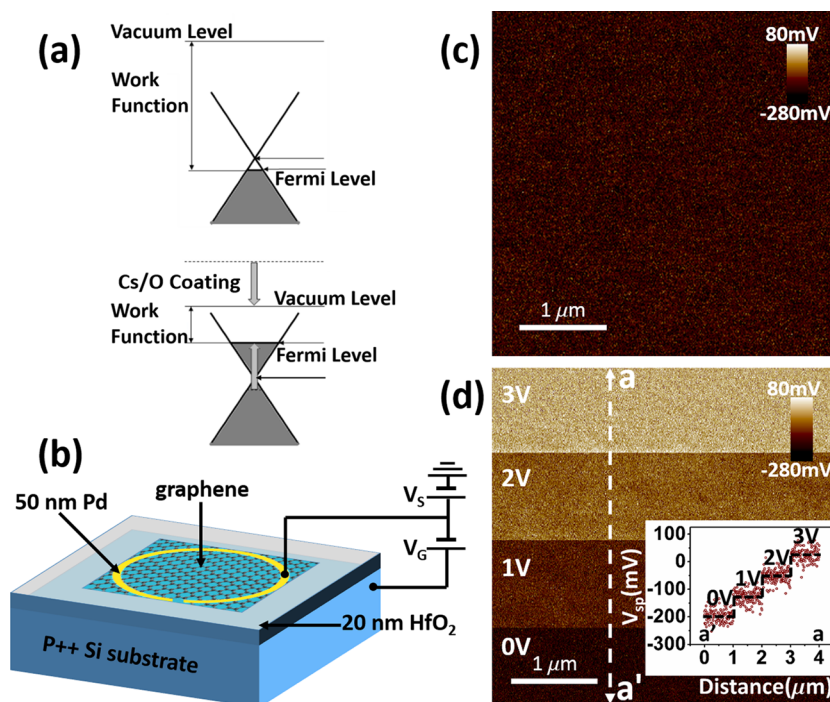 (a)
Vacuum Level
Work
Function
Fermi Level
Cs/O Coating
Vacuum Level
Work
Function
Fermi Level
(b)
50 nm Pd
graphene
V_S
V_G
20 nm HfO₂
P++ Si substrate
(c)
80mV
-280mV
1 μm
(d)
3V
2V
1V
0V
a
a'
80mV
-280mV
1 μm
100
0
-100
-200
-300
V_sp(mV)
0V
1V
2V
3V
a'
a
0 1 2 3 4
Distance(μm)